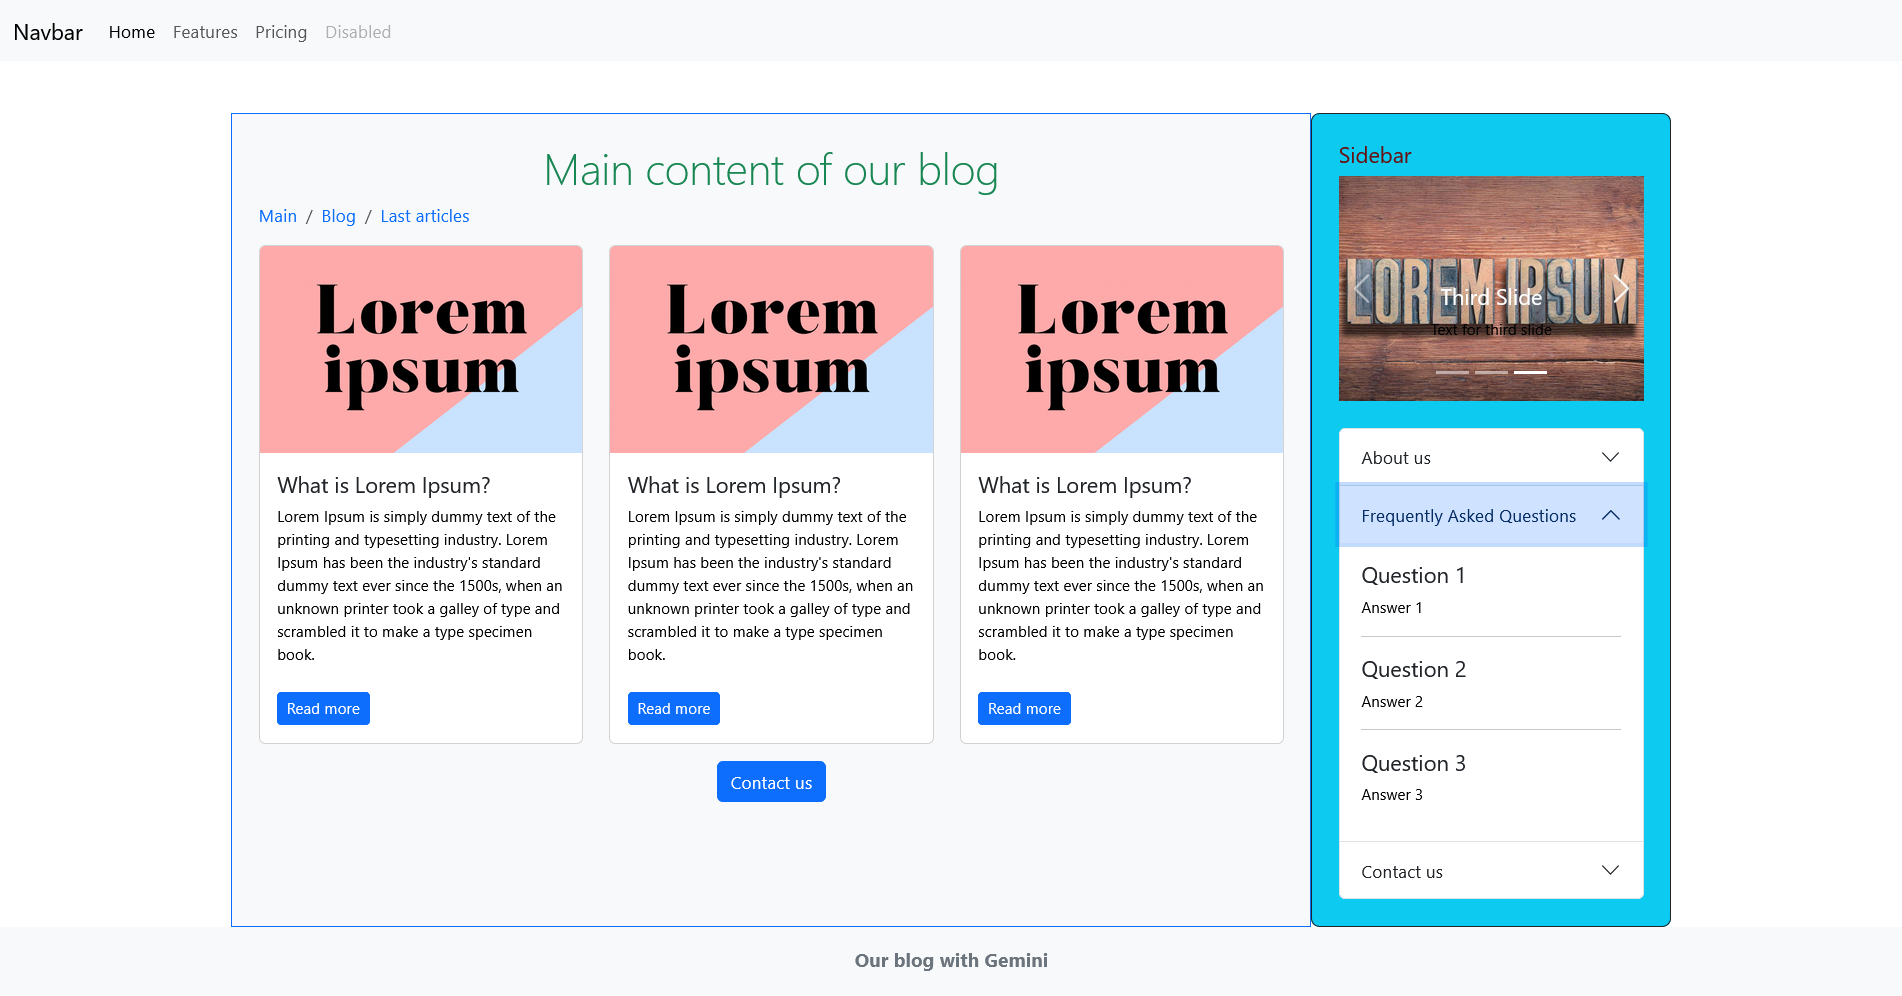 Navbar Home Features Pricing Disabled
Main content of our blog
Main / Blog / Last articles
Lorem
ipsum
What is Lorem Ipsum?
Lorem Ipsum is simply dummy text of the
printing and typesetting industry. Lorem
Ipsum has been the industry's standard
dummy text ever since the 1500s, when an
unknown printer took a galley of type and
scrambled it to make a type specimen
book.
Read more
Lorem
ipsum
What is Lorem Ipsum?
Lorem Ipsum is simply dummy text of the
printing and typesetting industry. Lorem
Ipsum has been the industry's standard
dummy text ever since the 1500s, when an
unknown printer took a galley of type and
scrambled it to make a type specimen
book.
Read more
Lorem
ipsum
What is Lorem Ipsum?
Lorem Ipsum is simply dummy text of the
printing and typesetting industry. Lorem
Ipsum has been the industry's standard
dummy text ever since the 1500s, when an
unknown printer took a galley of type and
scrambled it to make a type specimen
book.
Read more
Contact us
Sidebar
LOREM IPSUM
Third Slide
Text for third slide
About us
Frequently Asked Questions
Question 1
Answer 1
Question 2
Answer 2
Question 3
Answer 3
Contact us
Our blog with Gemini